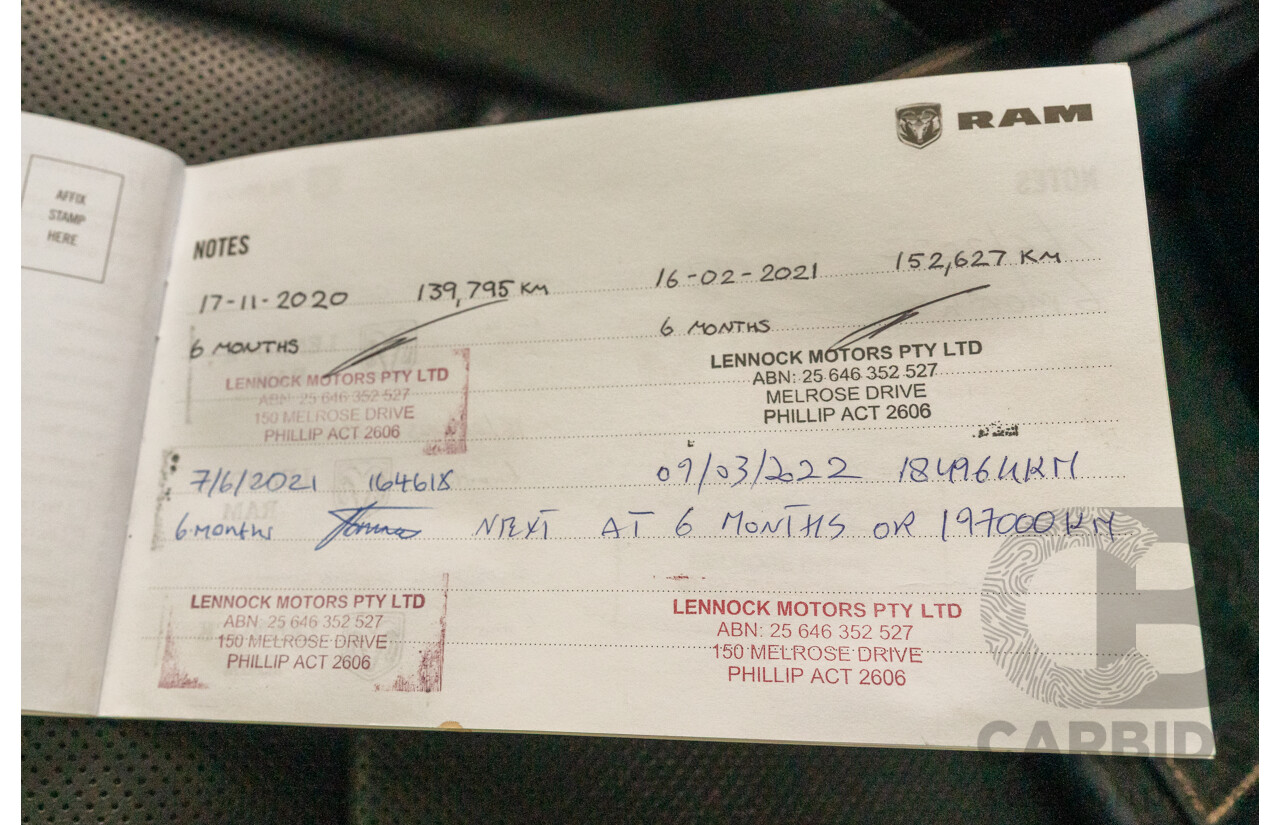 AFFIX
STAMP
HERE
RAM
NOTES
17-11-2020 139,795 KM
6 MONTHS
LENNOCK MOTORS PTY LTD
ABN: 25 646 352 527
150 MELROSE DRIVE
PHILLIP ACT 2606
16-02-2021 152,627 KM
6 MONTHS
LENNOCK MOTORS PTY LTD
ABN: 25 646 352 527
MELROSE DRIVE
PHILLIP ACT 2606
7/6/2021 164618
6 months
09/03/2022 184964KM
NEXT AT 6 MONTHS OR 197000KM
LENNOCK MOTORS PTY LTD
ABN: 25 646 352 527
150 MELROSE DRIVE
PHILLIP ACT 2606
LENNOCK MOTORS PTY LTD
ABN: 25 646 352 527
150 MELROSE DRIVE
PHILLIP ACT 2606
CARBIDS